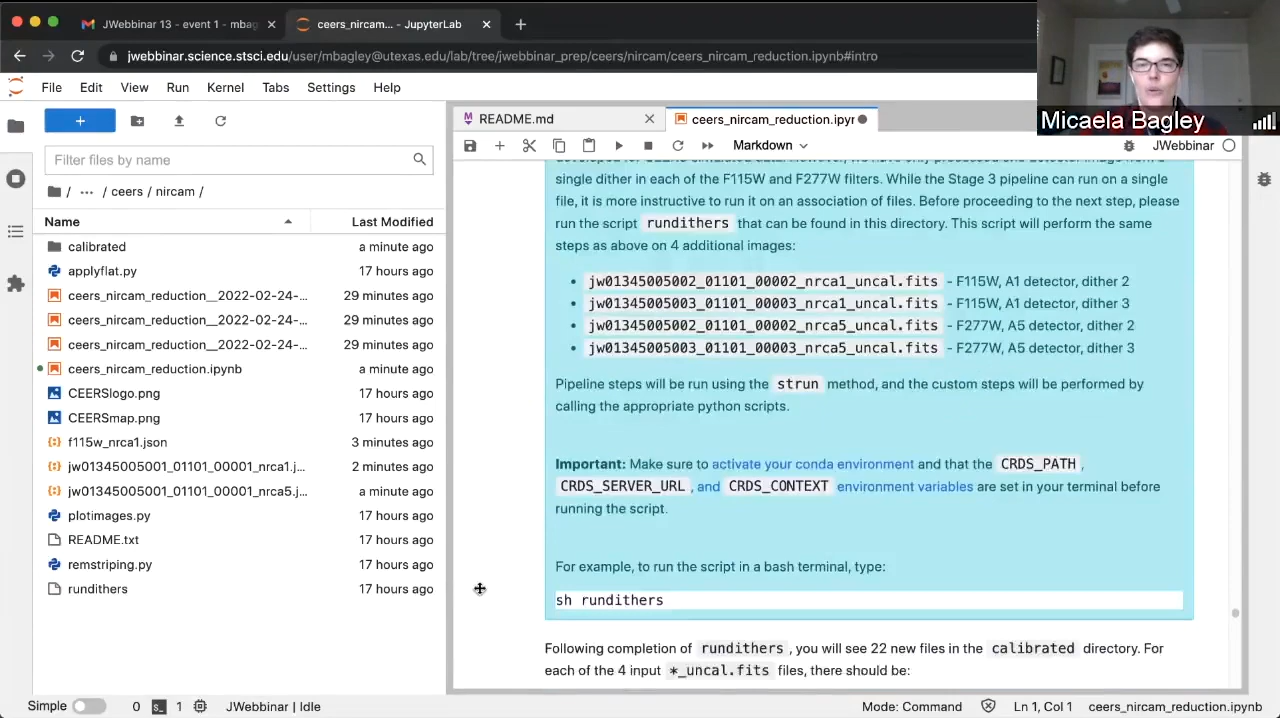 JWebbinar 13 - event 1 - mbag
ceers_nircam... - JupyterLab
jwebbinar.science.stsci.edu/user/mbagley@utexas.edu/lab/tree/jwebbinar_prep/ceers/nircam/ceers_nircam_reduction.ipynb#intro
File Edit View Run Kernel Tabs Settings Help
Micaela Bagley
README.md
ceers_nircam_reduction.ipyr
Markdown
JWebbinar
Filter files by name
/ ... / ceers / nircam /
Name Last Modified
calibrated a minute ago
applyflat.py 17 hours ago
ceers_nircam_reduction__2022-02-24-... 29 minutes ago
ceers_nircam_reduction__2022-02-24-... 29 minutes ago
ceers_nircam_reduction__2022-02-24-... 29 minutes ago
ceers_nircam_reduction.ipynb a minute ago
CEERSlogo.png 17 hours ago
CEERSmap.png 17 hours ago
f115w_nrca1.json 3 minutes ago
jw01345005001_01101_00001_nrca1.j... 2 minutes ago
jw01345005001_01101_00001_nrca5.j... a minute ago
plotimages.py 17 hours ago
README.txt 17 hours ago
remstriping.py 17 hours ago
rundithers 17 hours ago
single dither in each of the F115W and F277W filters. While the Stage 3 pipeline can run on a single
file, it is more instructive to run it on an association of files. Before proceeding to the next step, please
run the script rundithers that can be found in this directory. This script will perform the same
steps as above on 4 additional images:
• jw01345005002_01101_00002_nrca1_uncal.fits - F115W, A1 detector, dither 2
• jw01345005003_01101_00003_nrca1_uncal.fits - F115W, A1 detector, dither 3
• jw01345005002_01101_00002_nrca5_uncal.fits - F277W, A5 detector, dither 2
• jw01345005003_01101_00003_nrca5_uncal.fits - F277W, A5 detector, dither 3
Pipeline steps will be run using the strun method, and the custom steps will be performed by
calling the appropriate python scripts.
Important: Make sure to activate your conda environment and that the CRDS_PATH ,
CRDS_SERVER_URL , and CRDS_CONTEXT environment variables are set in your terminal before
running the script.
For example, to run the script in a bash terminal, type:
sh rundithers
Following completion of rundithers , you will see 22 new files in the calibrated directory. For
each of the 4 input *_uncal.fits files, there should be:
Simple 0 1 JWebbinar | Idle Mode: Command Ln 1, Col 1 ceers_nircam_reduction.ipynb